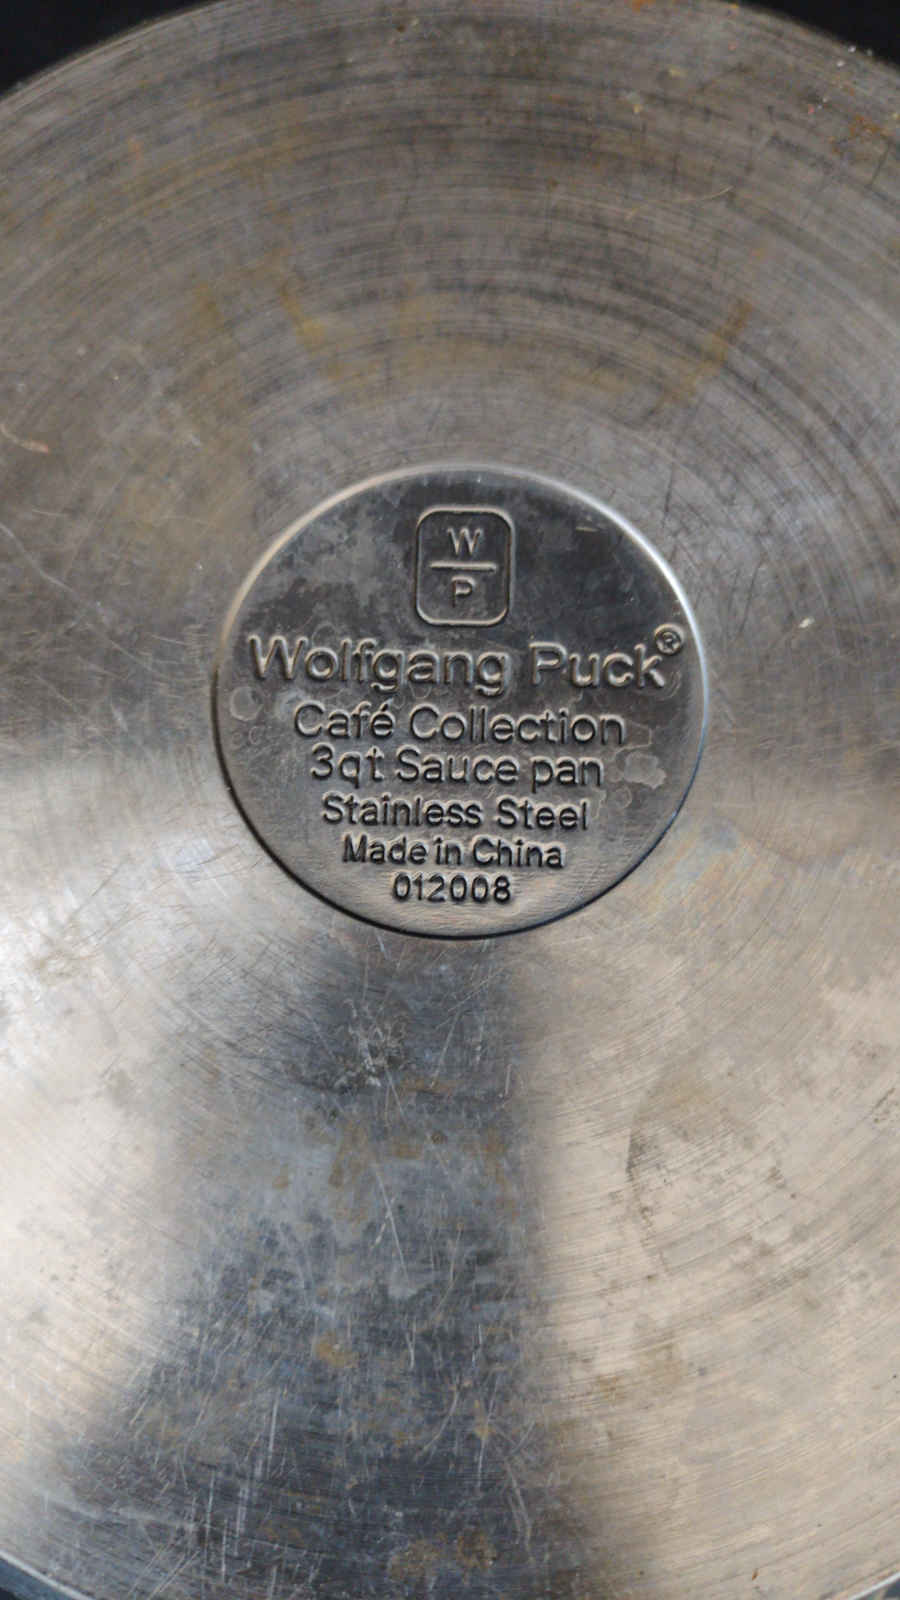 W
P
Wolfgang Puck®
Café Collection
3qt Sauce pan
Stainless Steel
Made in China
012008